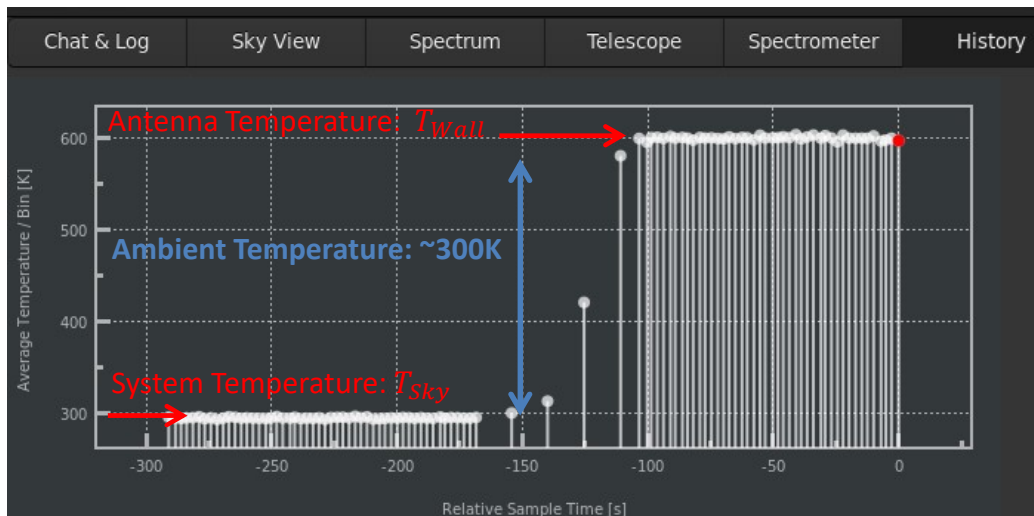 Chat & Log Sky View Spectrum Telescope Spectrometer History
Antenna Temperature: T_Wall
600
500
Ambient Temperature: ~300K
400
System Temperature: T_Sky
300
Average Temperature / Bin [K]
-300 -250 -200 -150 -100 -50 0
Relative Sample Time [s]